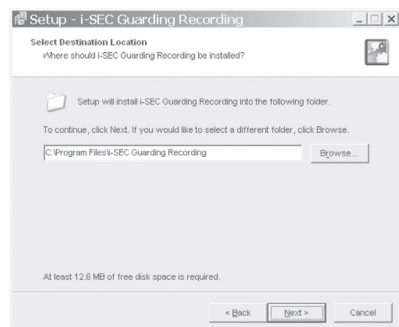 Setup - i-SEC Guarding Recording
Select Destination Location
Where should i-SEC Guarding Recording be installed?
Setup will install i-SEC Guarding Recording into the following folder.
To continue, click Next. If you would like to select a different folder, click Browse.
C:\Program Files\i-SEC Guarding Recording
Browse...
At least 12.6 MB of free disk space is required.
< Back
Next >
Cancel